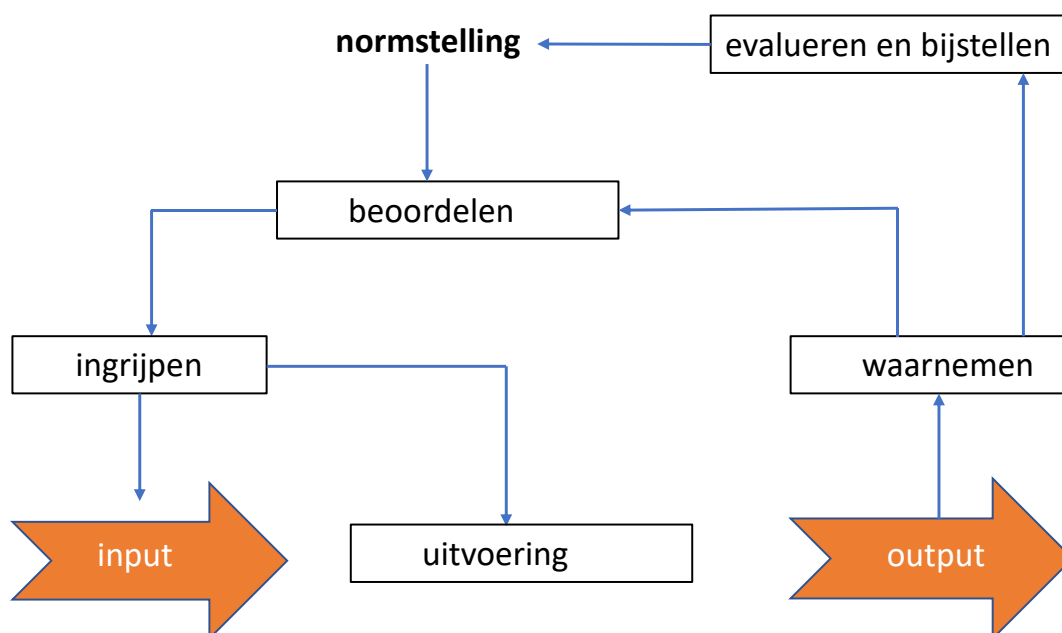 normstelling
evalueren en bijstellen
beoordelen
ingrijpen
waarnemen
input
uitvoering
output